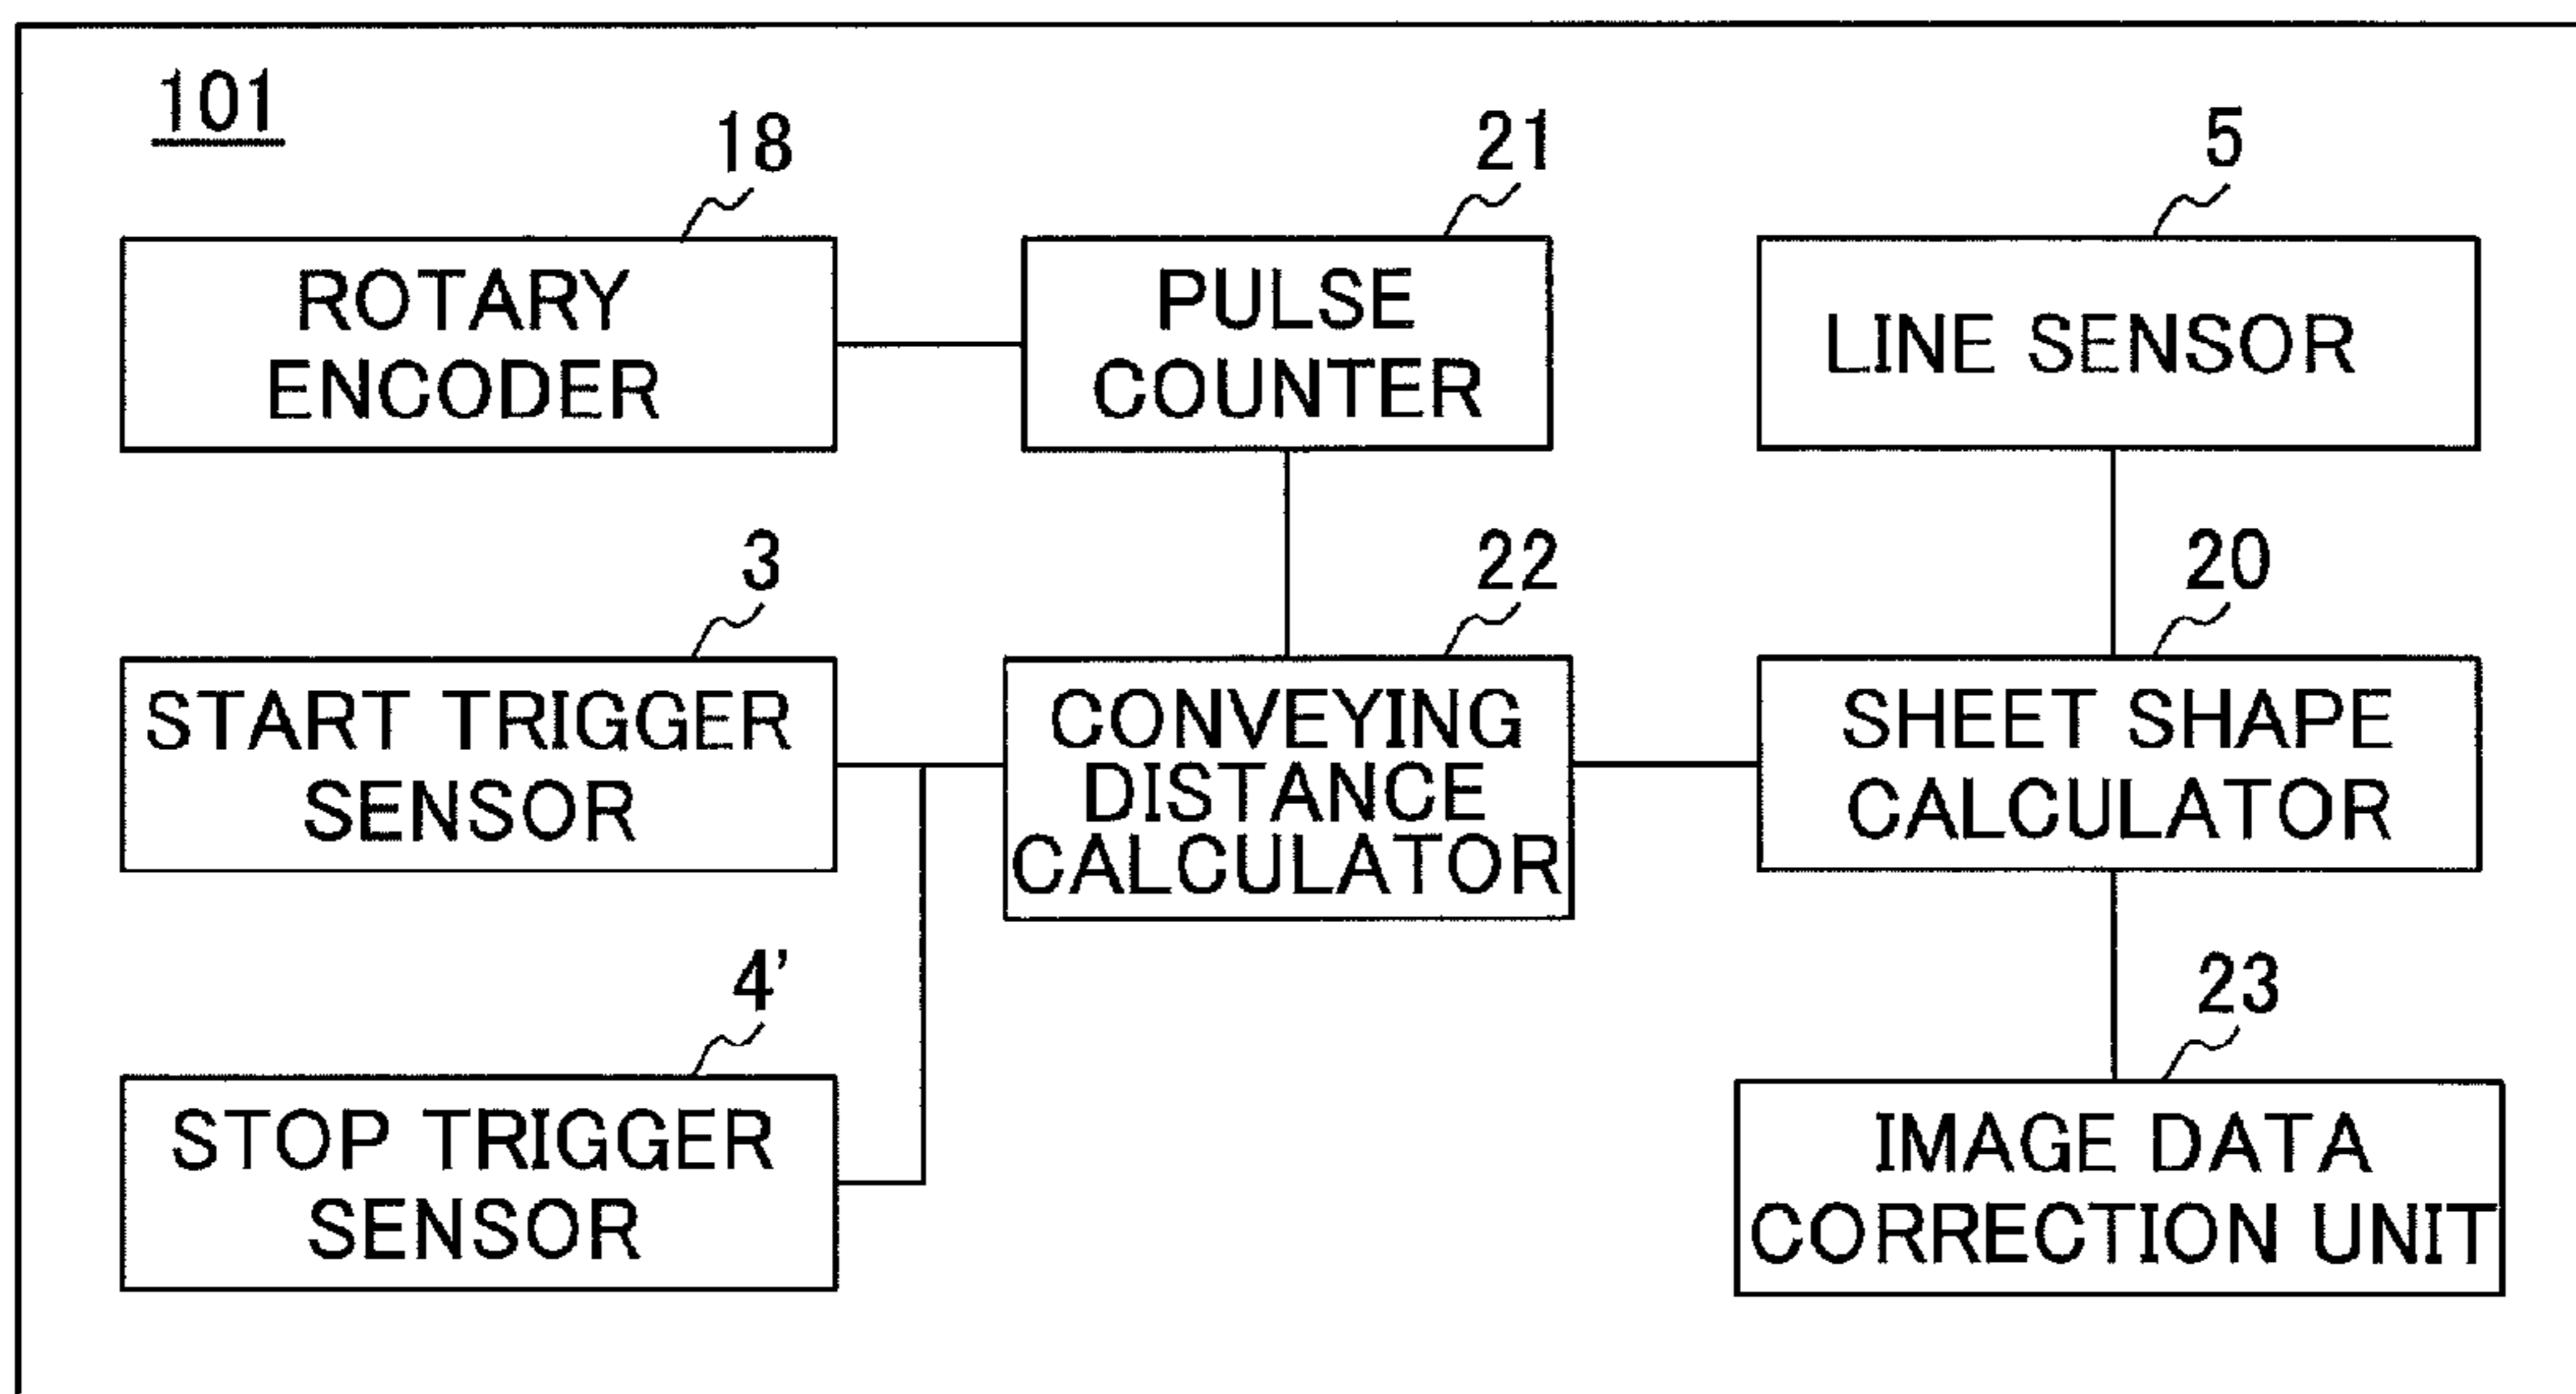 101
18
ROTARY
ENCODER
21
PULSE
COUNTER
5
LINE SENSOR
3
START TRIGGER
SENSOR
22
CONVEYING
DISTANCE
CALCULATOR
20
SHEET SHAPE
CALCULATOR
4'
STOP TRIGGER
SENSOR
23
IMAGE DATA
CORRECTION UNIT